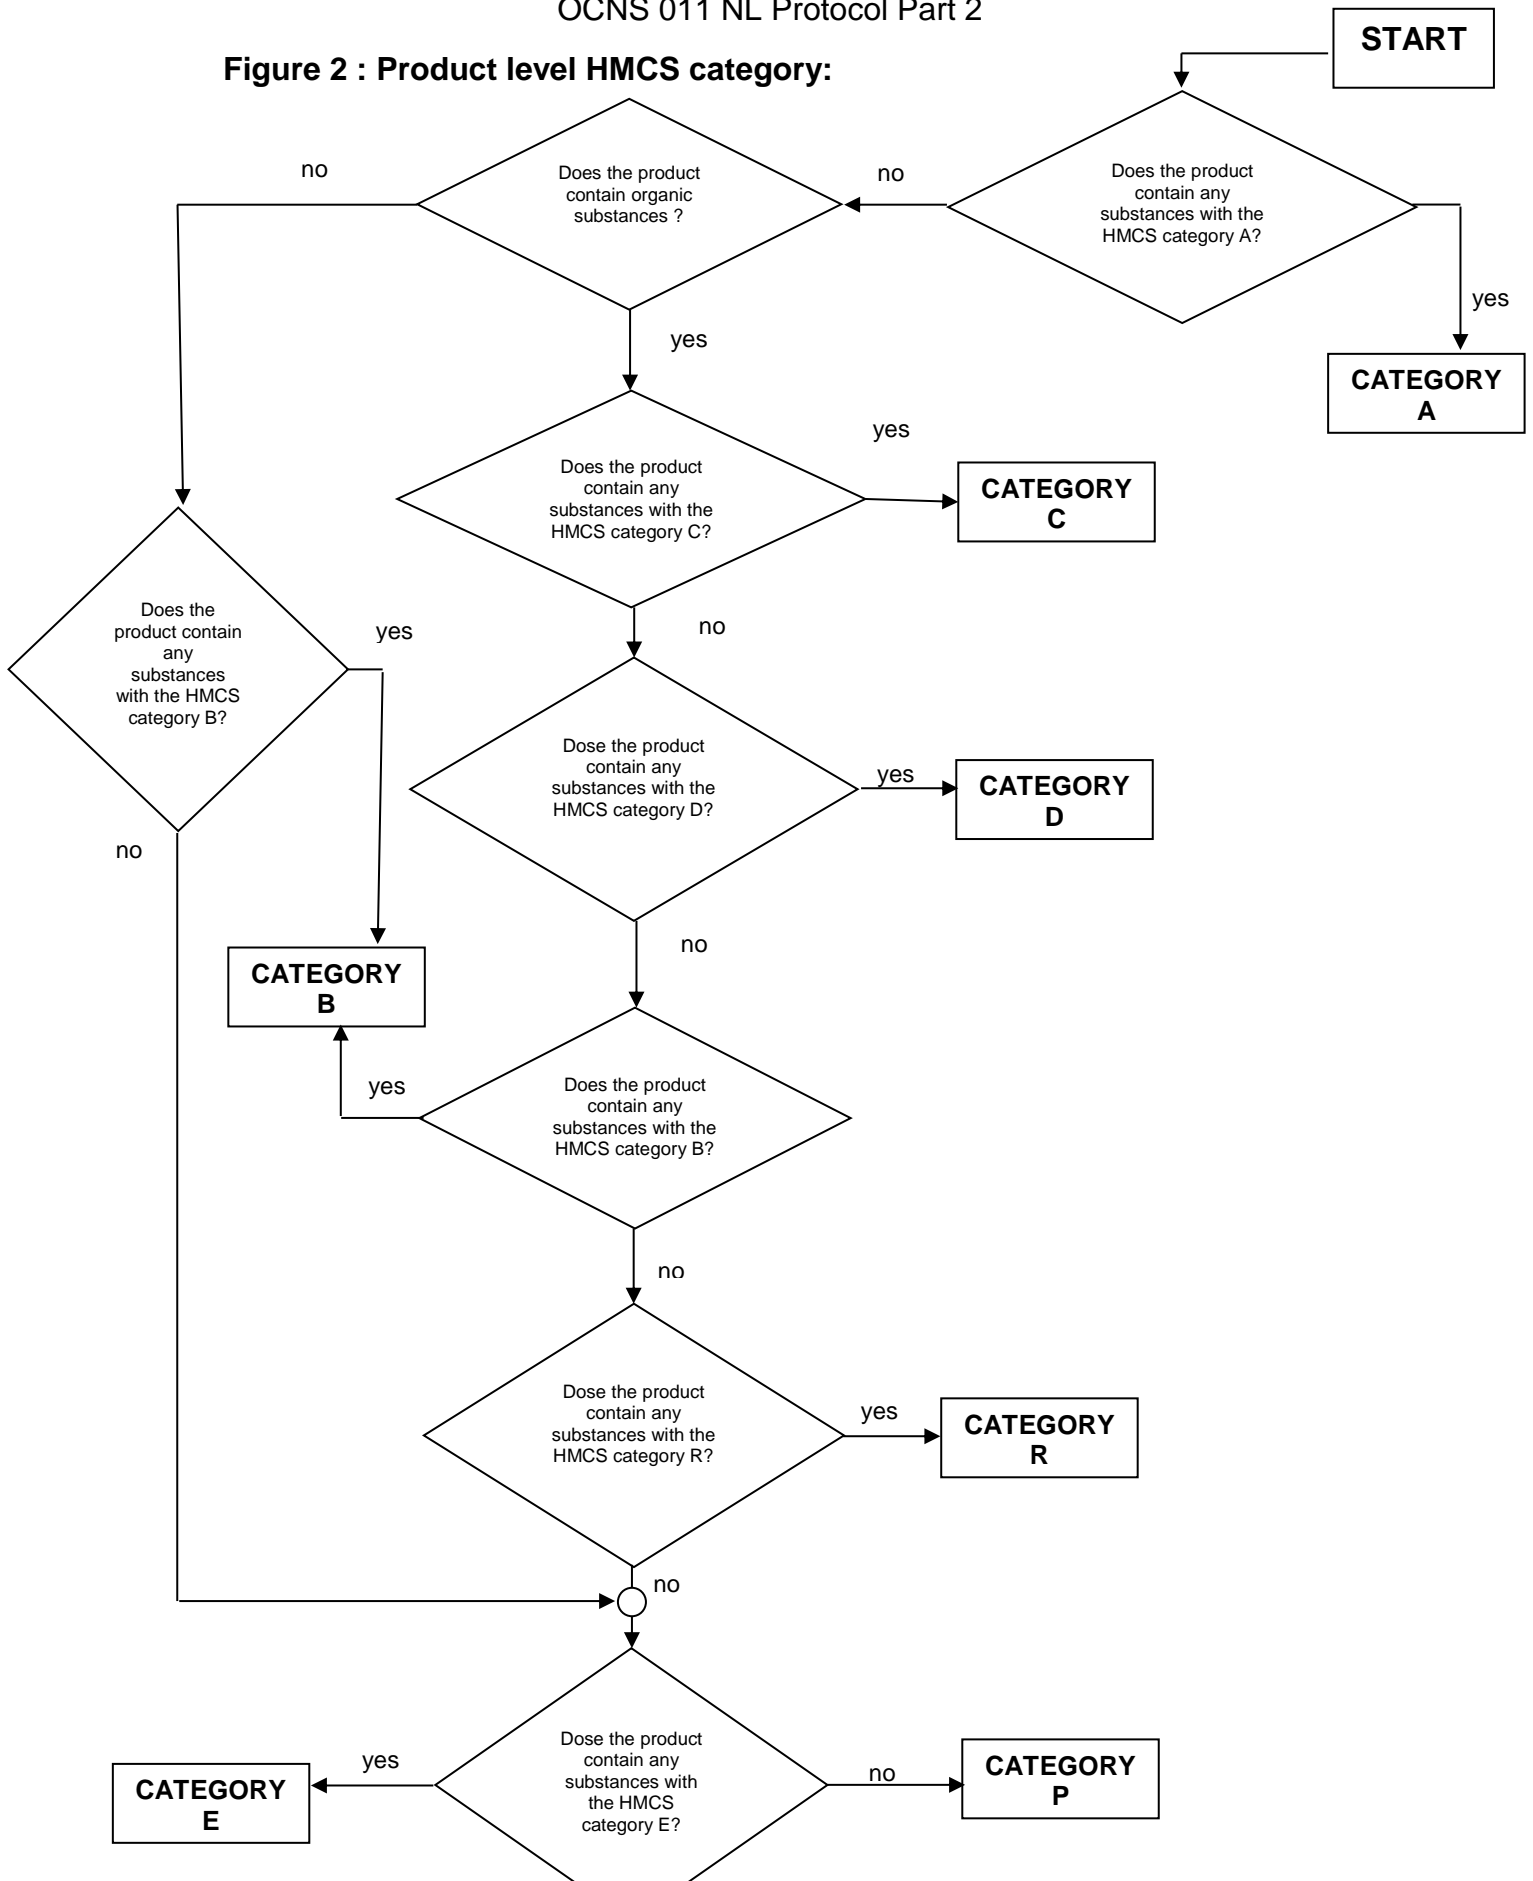 OCNS 011 NL Protocol Part 2
START
Figure 2 : Product level HMCS category:
no
Does the product
contain organic
substances ?
no
Does the product
contain any
substances with the
HMCS category A?
yes
yes
CATEGORY
A
yes
Does the product
contain any
substances with the
HMCS category C?
CATEGORY
C
no
Does the
product contain
any
substances
with the HMCS
category B?
yes
Dose the product
contain any
substances with the
HMCS category D?
yes
CATEGORY
D
no
no
CATEGORY
B
yes
Does the product
contain any
substances with the
HMCS category B?
no
Dose the product
contain any
substances with the
HMCS category R?
yes
CATEGORY
R
no
Dose the product
contain any
substances with
the HMCS
category E?
yes
CATEGORY
E
no
CATEGORY
P